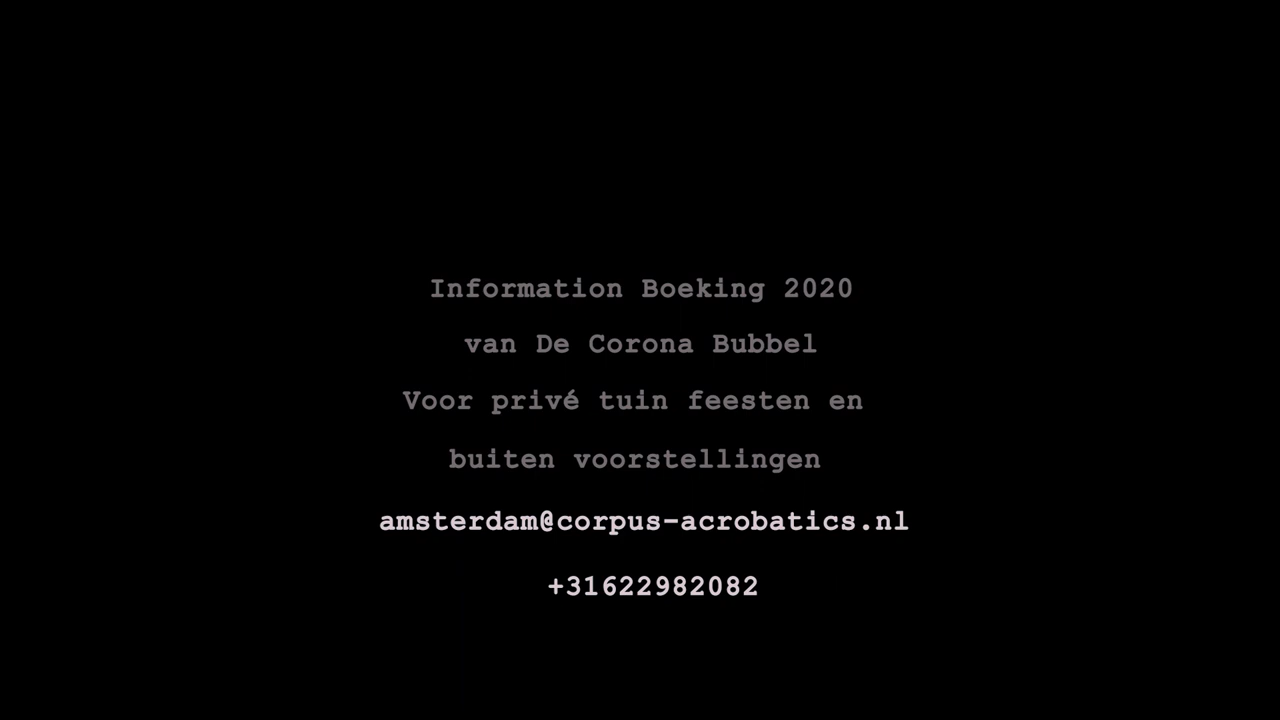 Information Boeking 2020
van De Corona Bubbel
Voor privé tuin feesten en
buiten voorstellingen
amsterdam@corpus-acrobatics.nl
+31622982082